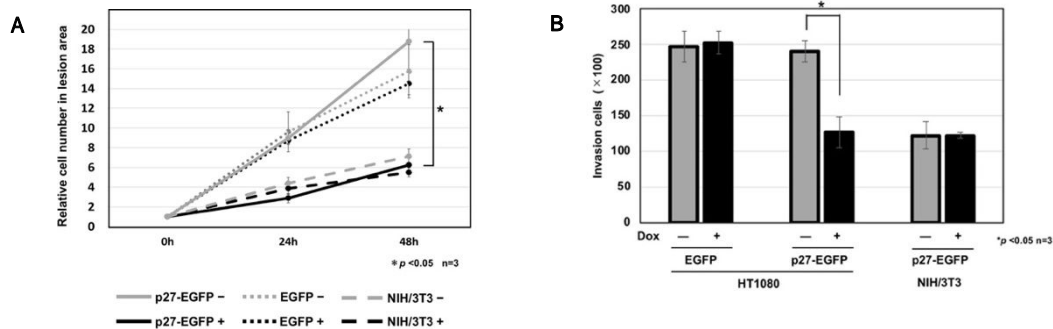 A
Relative cell number in lesion area
20
18
16
14
12
10
8
6
4
2
0
0h 24h 48h
*
* p <0.05 n=3
p27-EGFP − EGFP − NIH/3T3 −
p27-EGFP + EGFP + NIH/3T3 +
B
Invasion cells (×100)
300
250
200
150
100
50
0
*
Dox — + — + — +
*p <0.05 n=3
EGFP p27-EGFP p27-EGFP
HT1080 NIH/3T3